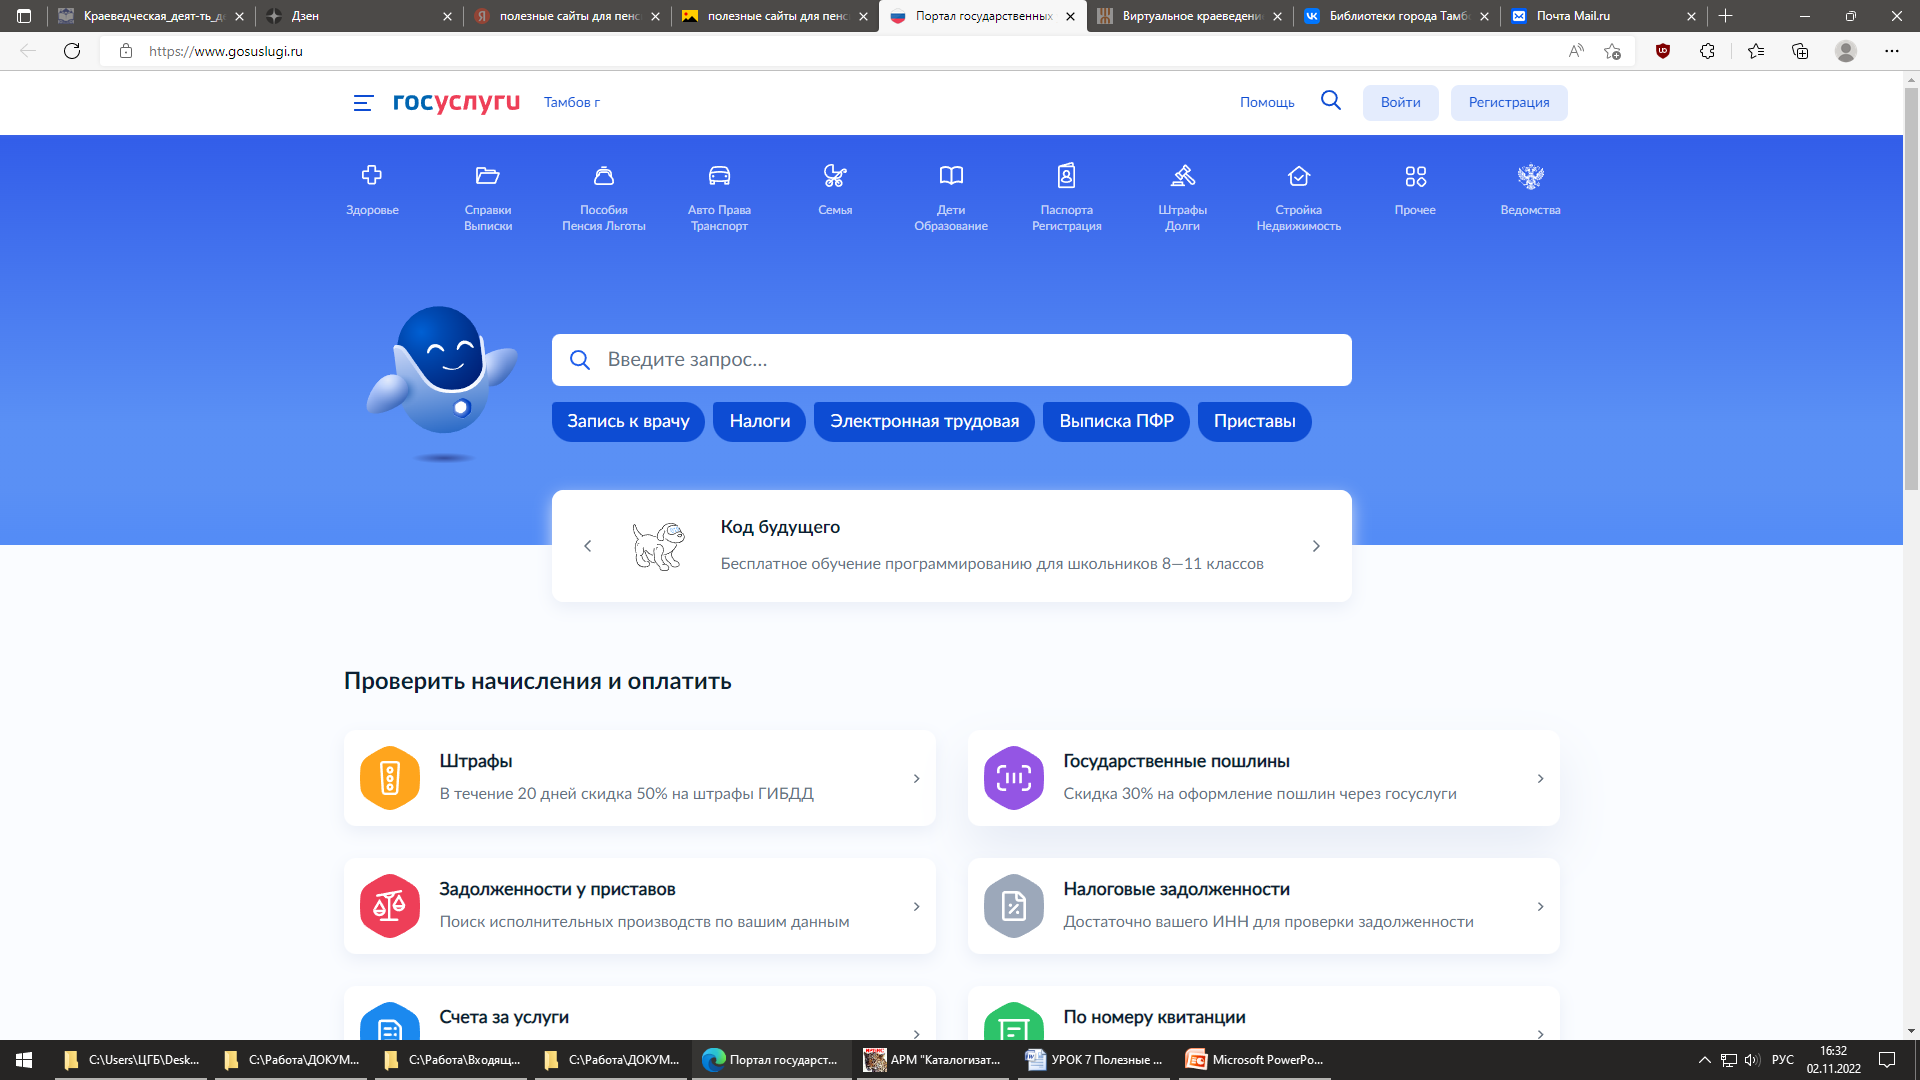 Краеведческая_деят-ть_д
Дзен
полезные сайты для пенс
полезные сайты для пенс
Портал государственных
Виртуальное краеведени
Библиотеки города Тамб
Почта Mail.ru
https://www.gosuslugi.ru
госуслуги
Тамбов г
Помощь
Войти
Регистрация
Здоровье
Справки
Выписки
Пособия
Пенсия Льготы
Авто Права
Транспорт
Семья
Дети
Образование
Паспорта
Регистрация
Штрафы
Долги
Стройка
Недвижимость
Прочее
Ведомства
Введите запрос...
Запись к врачу
Налоги
Электронная трудовая
Выписка ПФР
Приставы
Код будущего
Бесплатное обучение программированию для школьников 8—11 классов
Проверить начисления и оплатить
Штрафы
В течение 20 дней скидка 50% на штрафы ГИБДД
Государственные пошлины
Скидка 30% на оформление пошлин через госуслуги
Задолженности у приставов
Поиск исполнительных производств по вашим данным
Налоговые задолженности
Достаточно вашего ИНН для проверки задолженности
Счета за услуги
По номеру квитанции
C:\Users\ЦГБ\Desk...
C:\Работа\ДОКУМ...
C:\Работа\Входящ...
C:\Работа\ДОКУМ...
Портал государст...
АРМ "Каталогизат...
УРОК 7 Полезные ...
Microsoft PowerPo...
РУС
16:32
02.11.2022